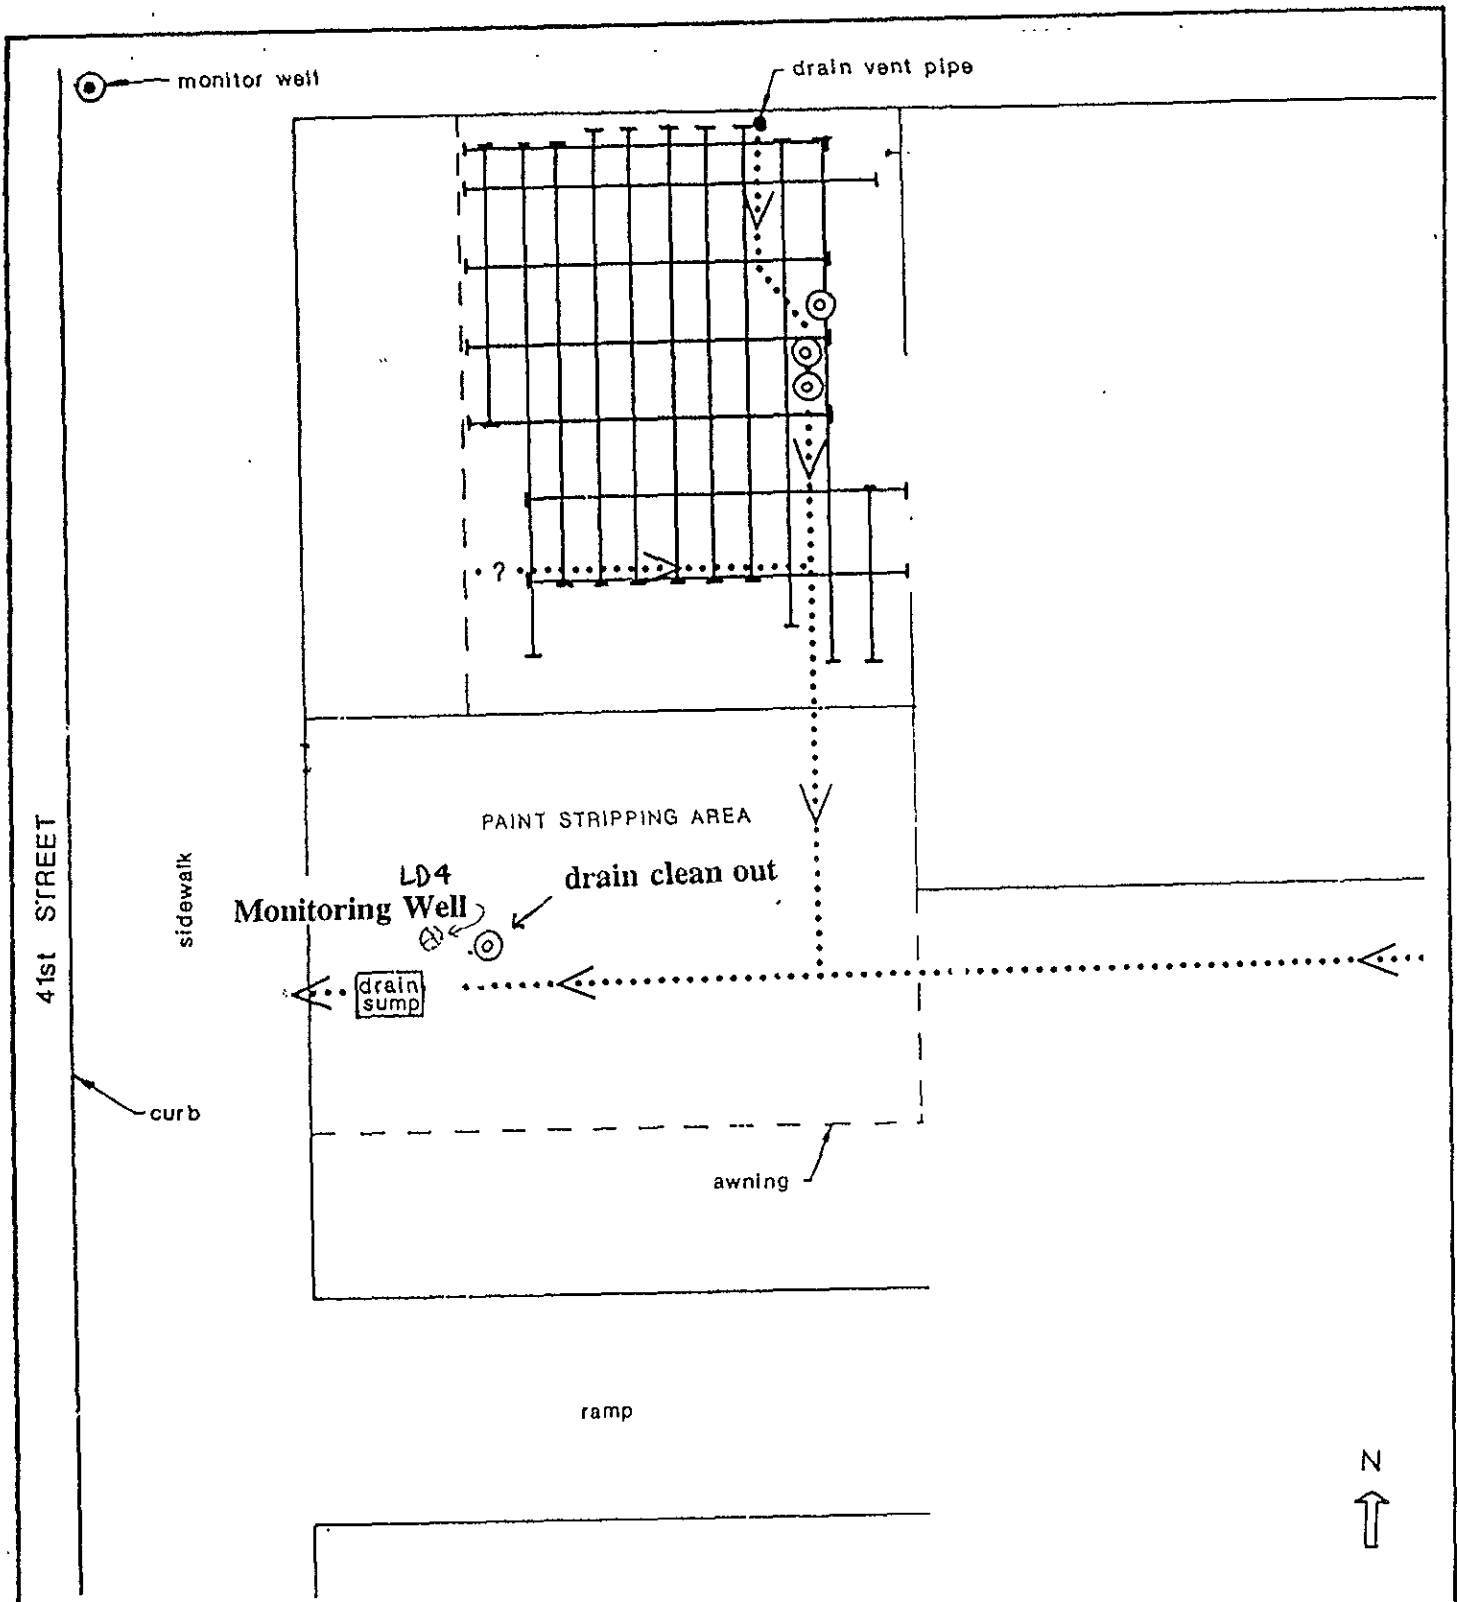 monitor well
drain vent pipe
?
PAINT STRIPPING AREA
LD4
drain clean out
Monitoring Well
41st STREET
sidewalk
drain
sump
curb
awning
ramp
N